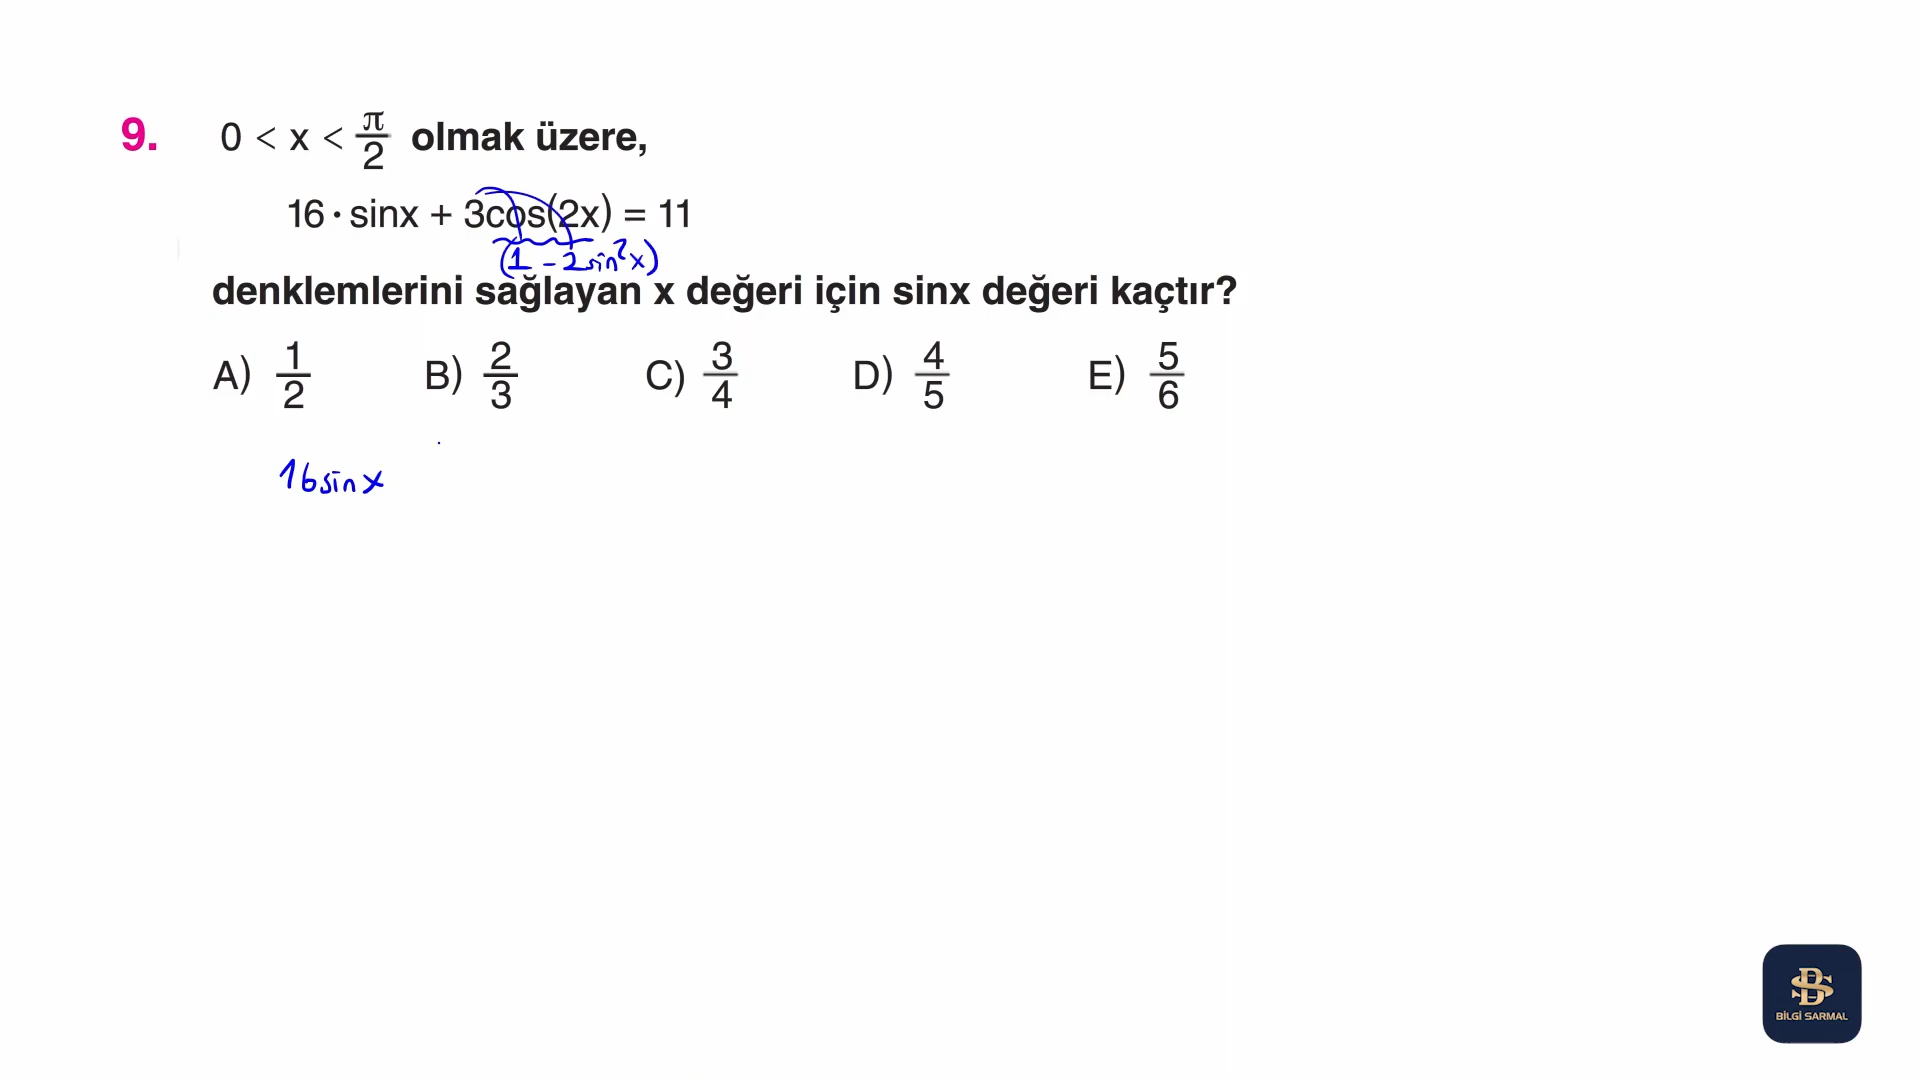 9. 0 < x < π/2 olmak üzere,
16 · sinx + 3cos(2x) = 11
(1 - 2sin²x)
denklemlerini sağlayan x değeri için sinx değeri kaçtır?
A) 1/2 B) 2/3 C) 3/4 D) 4/5 E) 5/6
16sinx
BİLGİ SARMAL